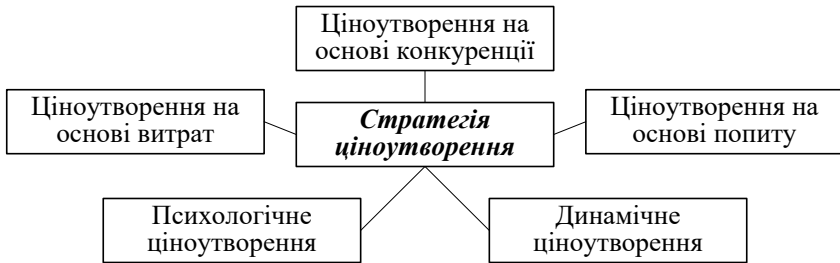 Ціноутворення на
основі конкуренції
Ціноутворення на
основі витрат
Стратегія
ціноутворення
Ціноутворення на
основі попиту
Психологічне
ціноутворення
Динамічне
ціноутворення